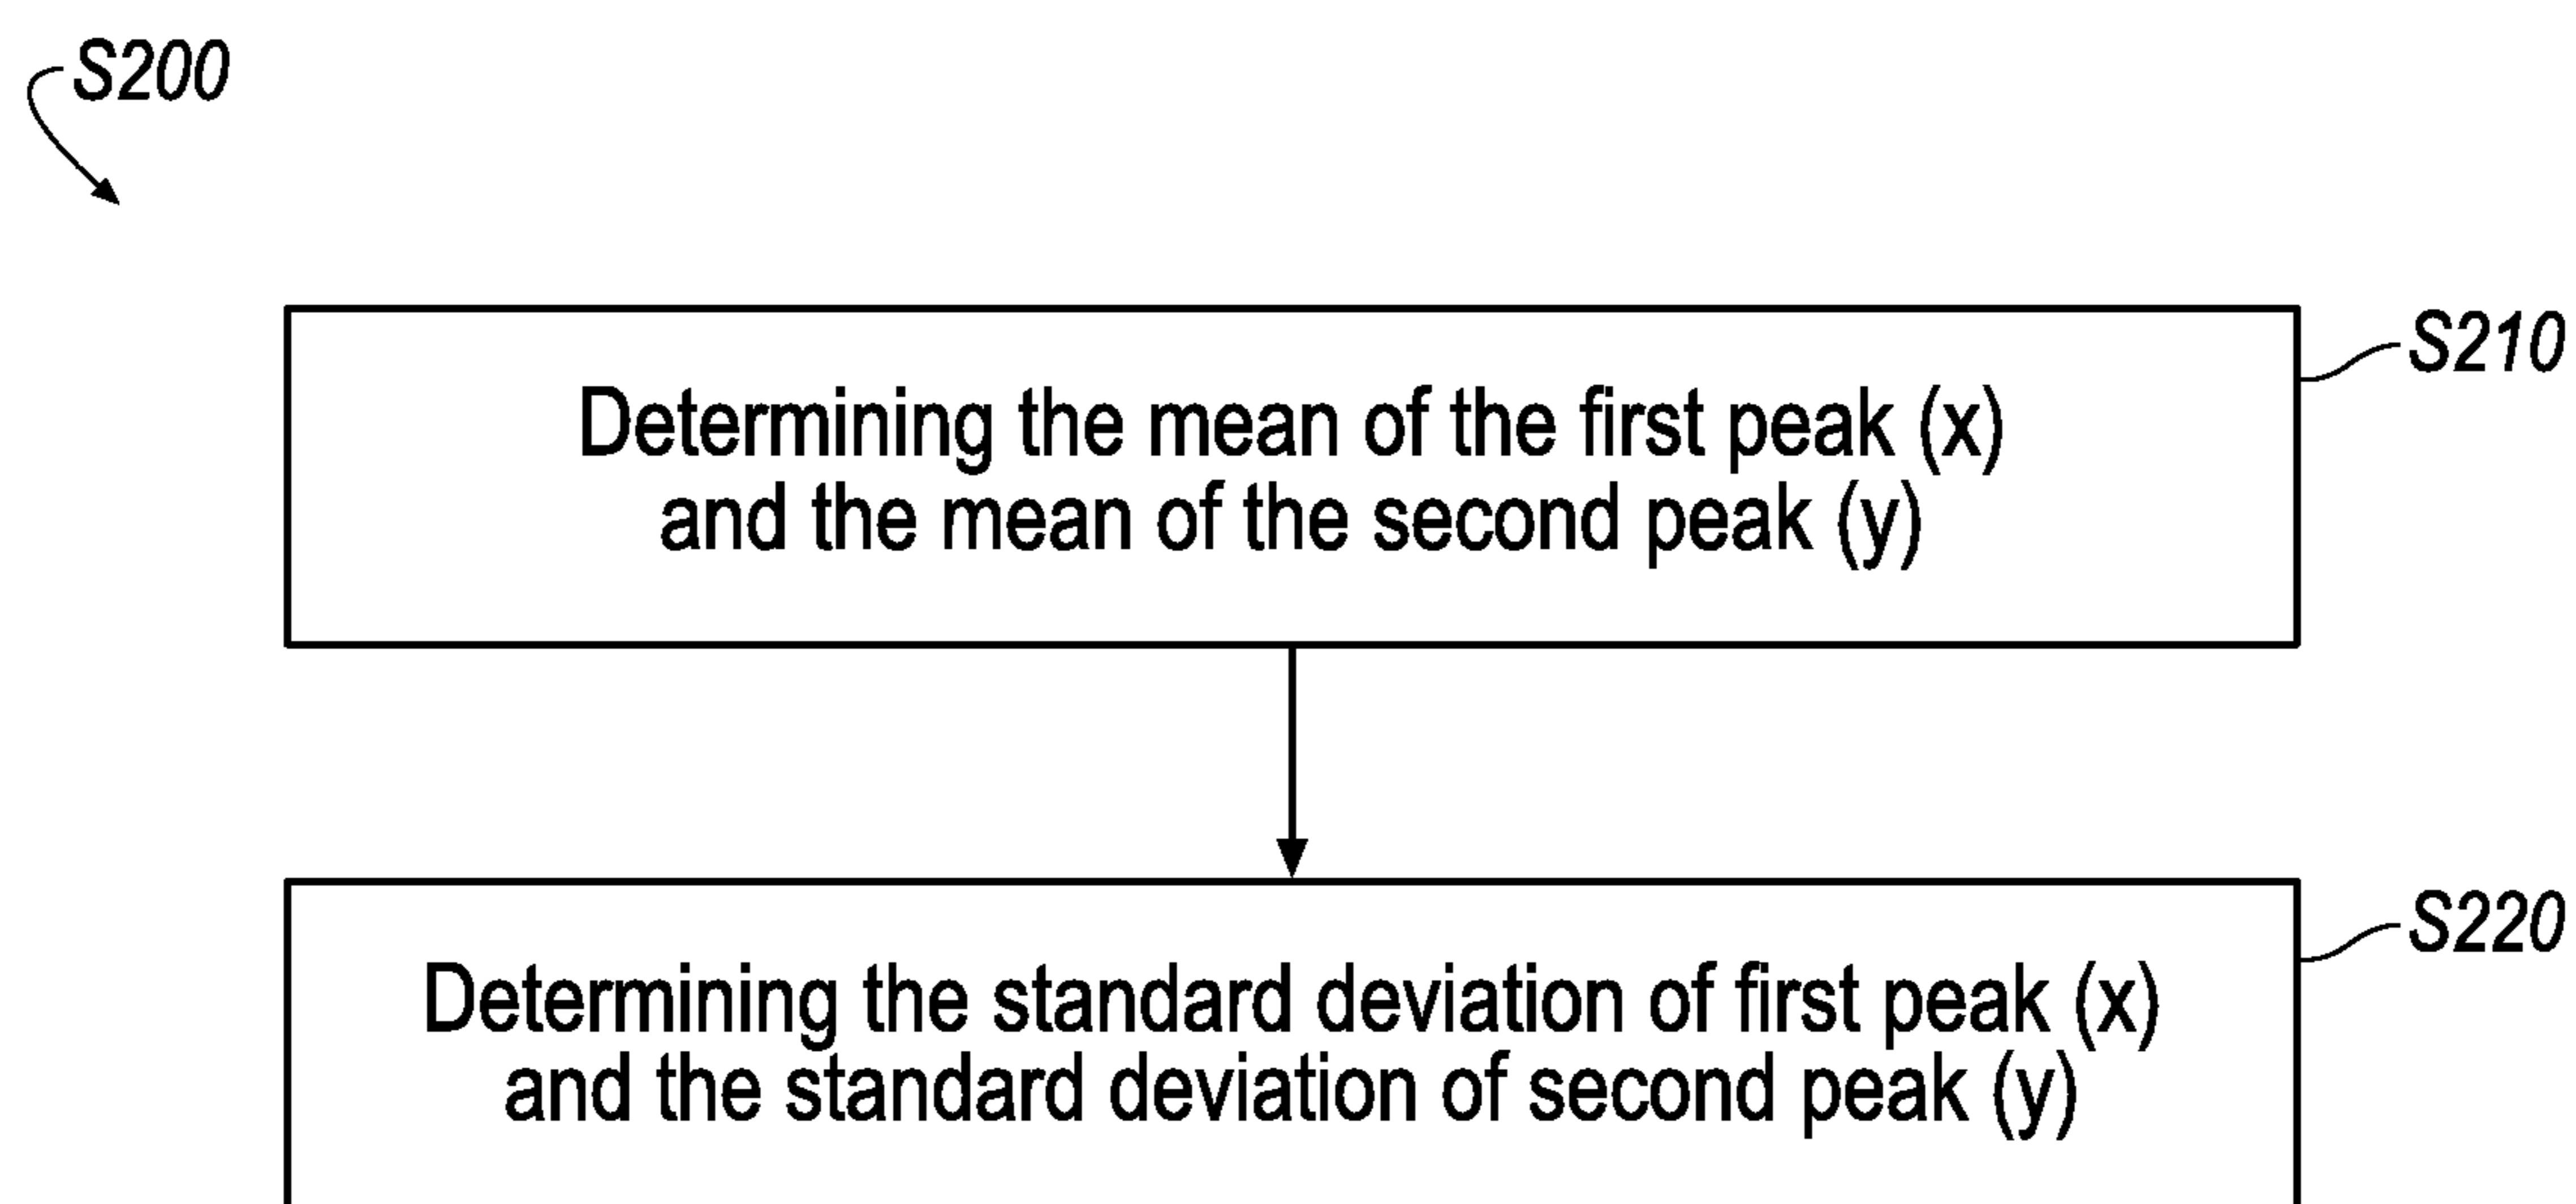 S200
S210
Determining the mean of the first peak (x)
and the mean of the second peak (y)
S220
Determining the standard deviation of first peak (x)
and the standard deviation of second peak (y)